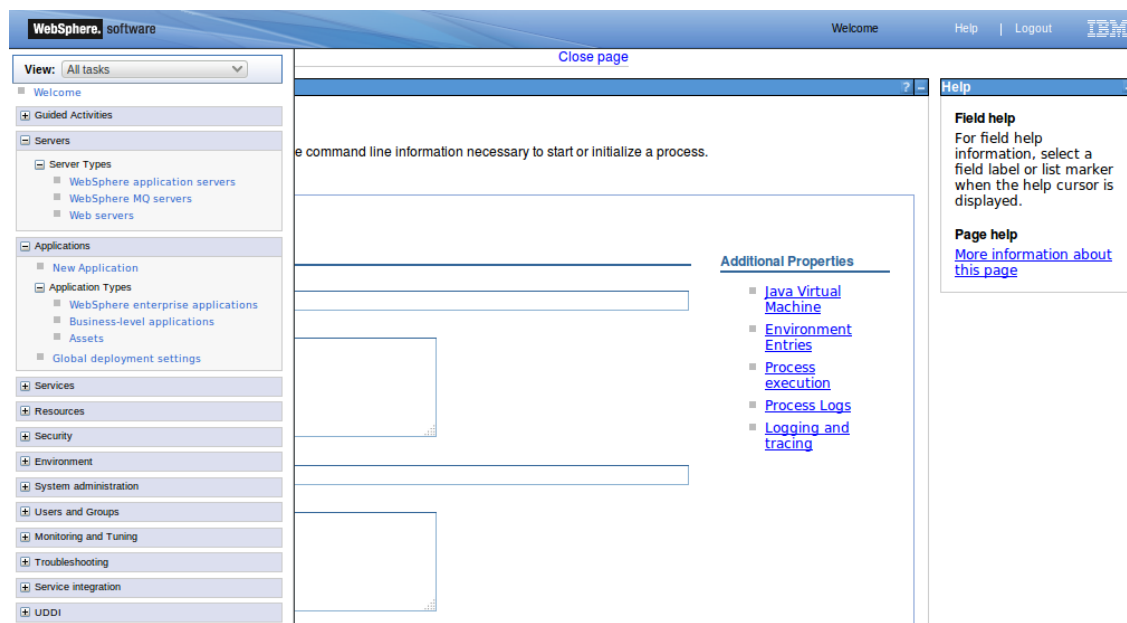 WebSphere. software
Welcome
Help | Logout
IBM
View: All tasks
Welcome
Guided Activities
Servers
Server Types
WebSphere application servers
WebSphere MQ servers
Web servers
Applications
New Application
Application Types
WebSphere enterprise applications
Business-level applications
Assets
Global deployment settings
Services
Resources
Security
Environment
System administration
Users and Groups
Monitoring and Tuning
Troubleshooting
Service integration
UDDI
Close page
? –
e command line information necessary to start or initialize a process.
Additional Properties
Java Virtual
Machine
Environment
Entries
Process
execution
Process Logs
Logging and
tracing
Help
Field help
For field help
information, select a
field label or list marker
when the help cursor is
displayed.
Page help
More information about
this page